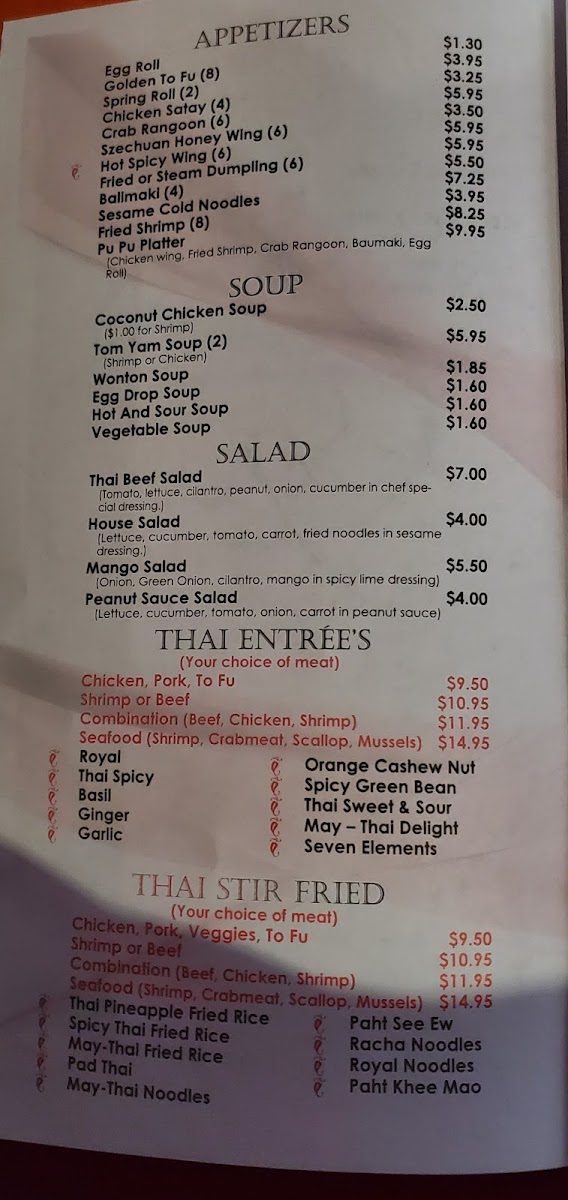 APPETIZERS
Egg Roll $1.30
Golden To Fu (8) $3.95
Spring Roll (2) $3.25
Chicken Satay (4) $5.95
Crab Rangoon (6) $3.50
Szechuan Honey Wing (6) $5.95
Hot Spicy Wing (6) $5.95
Fried or Steam Dumpling (6) $5.50
Balimaki (4) $7.25
Sesame Cold Noodles $3.95
Fried Shrimp (8) $8.25
Pu Pu Platter $9.95
(Chicken wing, Fried Shrimp, Crab Rangoon, Baumaki, Egg
Roll)
SOUP
Coconut Chicken Soup $2.50
($1.00 for Shrimp)
Tom Yam Soup (2) $5.95
(Shrimp or Chicken)
Wonton Soup $1.85
Egg Drop Soup $1.60
Hot And Sour Soup $1.60
Vegetable Soup $1.60
SALAD
Thai Beef Salad $7.00
(Tomato, lettuce, cilantro, peanut, onion, cucumber in chef spe-
cial dressing.)
House Salad $4.00
(Lettuce, cucumber, tomato, carrot, fried noodles in sesame
dressing.)
Mango Salad $5.50
(Onion, Green Onion, cilantro, mango in spicy lime dressing)
Peanut Sauce Salad $4.00
(Lettuce, cucumber, tomato, onion, carrot in peanut sauce)
THAI ENTRÉE'S
(Your choice of meat)
Chicken, Pork, To Fu $9.50
Shrimp or Beef $10.95
Combination (Beef, Chicken, Shrimp) $11.95
Seafood (Shrimp, Crabmeat, Scallop, Mussels) $14.95
Royal
Thai Spicy
Basil
Ginger
Garlic
Orange Cashew Nut
Spicy Green Bean
Thai Sweet & Sour
May – Thai Delight
Seven Elements
THAI STIR FRIED
(Your choice of meat)
Chicken, Pork, Veggies, To Fu $9.50
Shrimp or Beef $10.95
Combination (Beef, Chicken, Shrimp) $11.95
Seafood (Shrimp, Crabmeat, Scallop, Mussels) $14.95
Thai Pineapple Fried Rice
Spicy Thai Fried Rice
May-Thai Fried Rice
Pad Thai
May-Thai Noodles
Paht See Ew
Racha Noodles
Royal Noodles
Paht Khee Mao